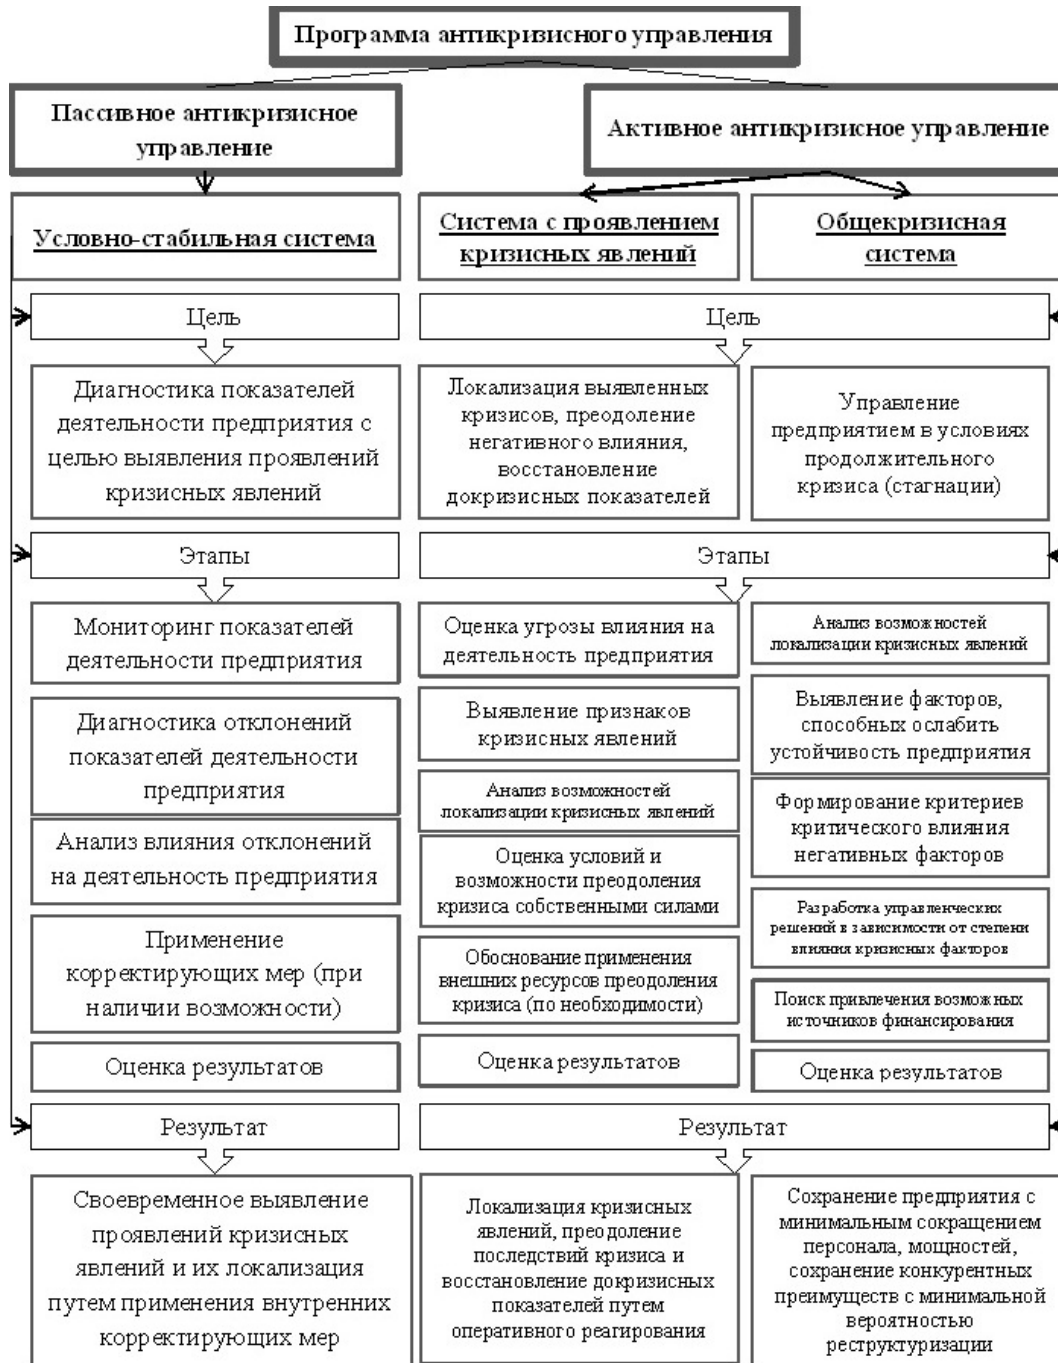 Программа антикризисного управления
Пассивное антикризисное
управление
Активное антикризисное управление
Условно-стабильная система
Система с проявлением
кризисных явлений
Общекризисная
система
Цель
Цель
Диагностика показателей
деятельности предприятия с
целью выявления проявлений
кризисных явлений
Локализация выявленных
кризисов, преодоление
негативного влияния,
восстановление
докризисных показателей
Управление
предприятием в условиях
продолжительного
кризиса (стагнации)
Этапы
Этапы
Мониторинг показателей
деятельности предприятия
Диагностика отклонений
показателей деятельности
предприятия
Анализ влияния отклонений
на деятельность предприятия
Применение
корректирующих мер (при
наличии возможности)
Оценка результатов
Оценка угрозы влияния на
деятельность предприятия
Выявление признаков
кризисных явлений
Анализ возможностей
локализации кризисных явлений
Оценка условий и
возможности преодоления
кризиса собственными силами
Обоснование применения
внешних ресурсов преодоления
кризиса (по необходимости)
Оценка результатов
Анализ возможностей
локализации кризисных явлений
Выявление факторов,
способных ослабить
устойчивость предприятия
Формирование критериев
критического влияния
негативных факторов
Разработка управленческих
решений в зависимости от степени
влияния кризисных факторов
Поиск привлечения возможных
источников финансирования
Оценка результатов
Результат
Результат
Своевременное выявление
проявлений кризисных
явлений и их локализация
путем применения внутренних
корректирующих мер
Локализация кризисных
явлений, преодоление
последствий кризиса и
восстановление докризисных
показателей путем
оперативного реагирования
Сохранение предприятия с
минимальным сокращением
персонала, мощностей,
сохранение конкурентных
преимуществ с минимальной
вероятностью
реструктуризации